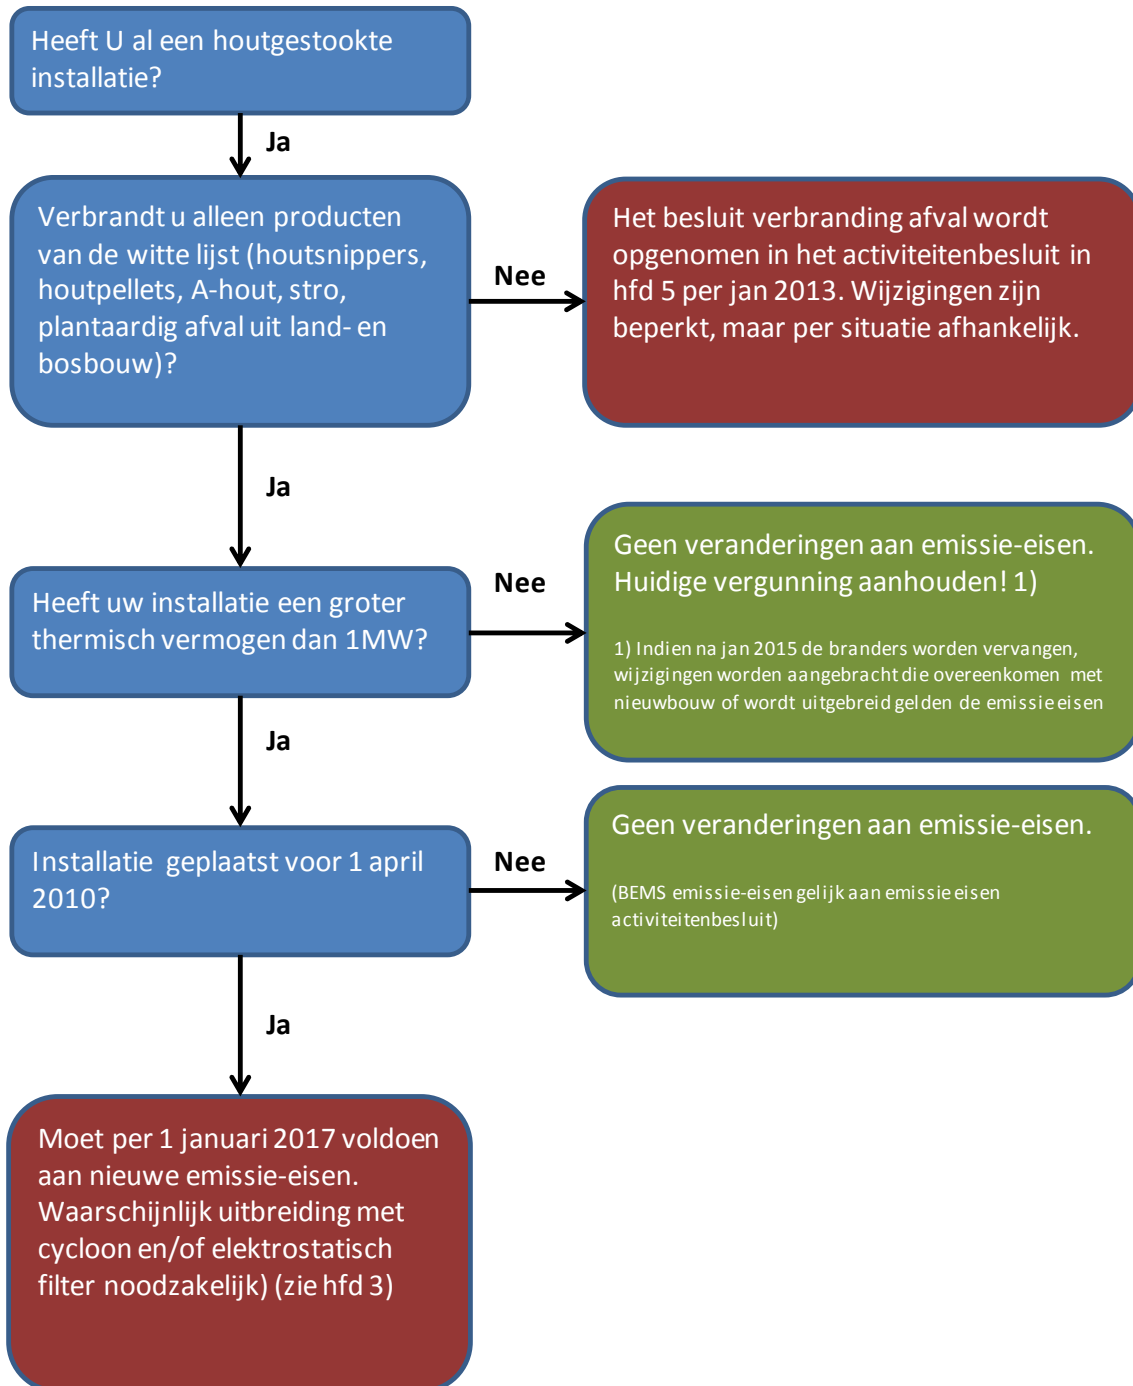 Heeft U al een houtgestookte
installatie?
Ja
Verbrandt u alleen producten
van de witte lijst (houtsnippers,
houtpellets, A-hout, stro,
plantaardig afval uit land- en
bosbouw)?
Nee
Het besluit verbranding afval wordt
opgenomen in het activiteitenbesluit in
hfd 5 per jan 2013. Wijzigingen zijn
beperkt, maar per situatie afhankelijk.
Ja
Heeft uw installatie een groter
thermisch vermogen dan 1MW?
Nee
Geen veranderingen aan emissie-eisen.
Huidige vergunning aanhouden! 1)
1) Indien na jan 2015 de branders worden vervangen,
wijzigingen worden aangebracht die overeenkomen met
nieuwbouw of wordt uitgebreid gelden de emissie eisen
Ja
Installatie geplaatst voor 1 april
2010?
Nee
Geen veranderingen aan emissie-eisen.
(BEMS emissie-eisen gelijk aan emissie eisen
activiteitenbesluit)
Ja
Moet per 1 januari 2017 voldoen
aan nieuwe emissie-eisen.
Waarschijnlijk uitbreiding met
cycloon en/of elektrostatisch
filter noodzakelijk) (zie hfd 3)